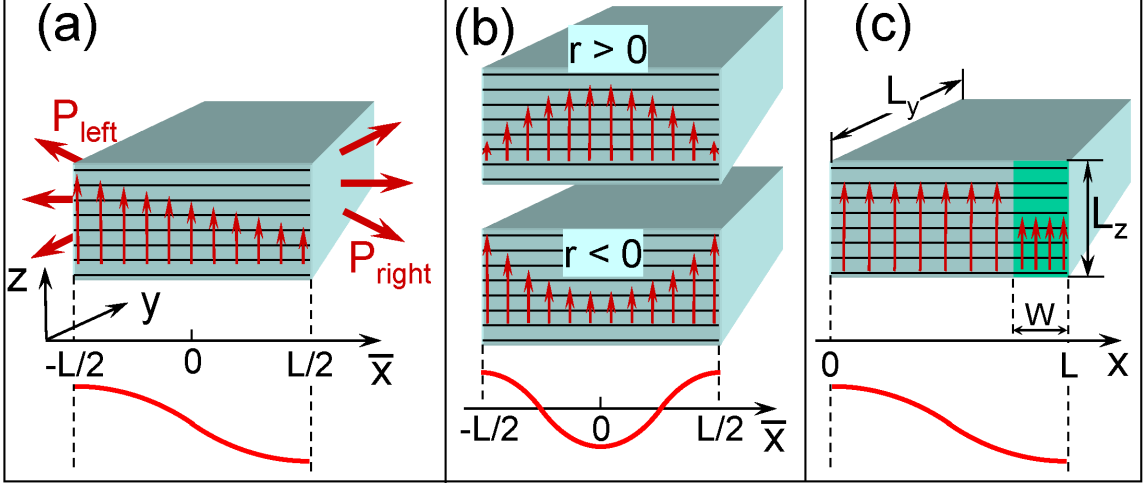 (a)
P left
P right
z
y
-L/2
0
L/2
x̅
(b)
r > 0
r < 0
-L/2
0
L/2
x̅
(c)
L y
L z
w
0
L
x